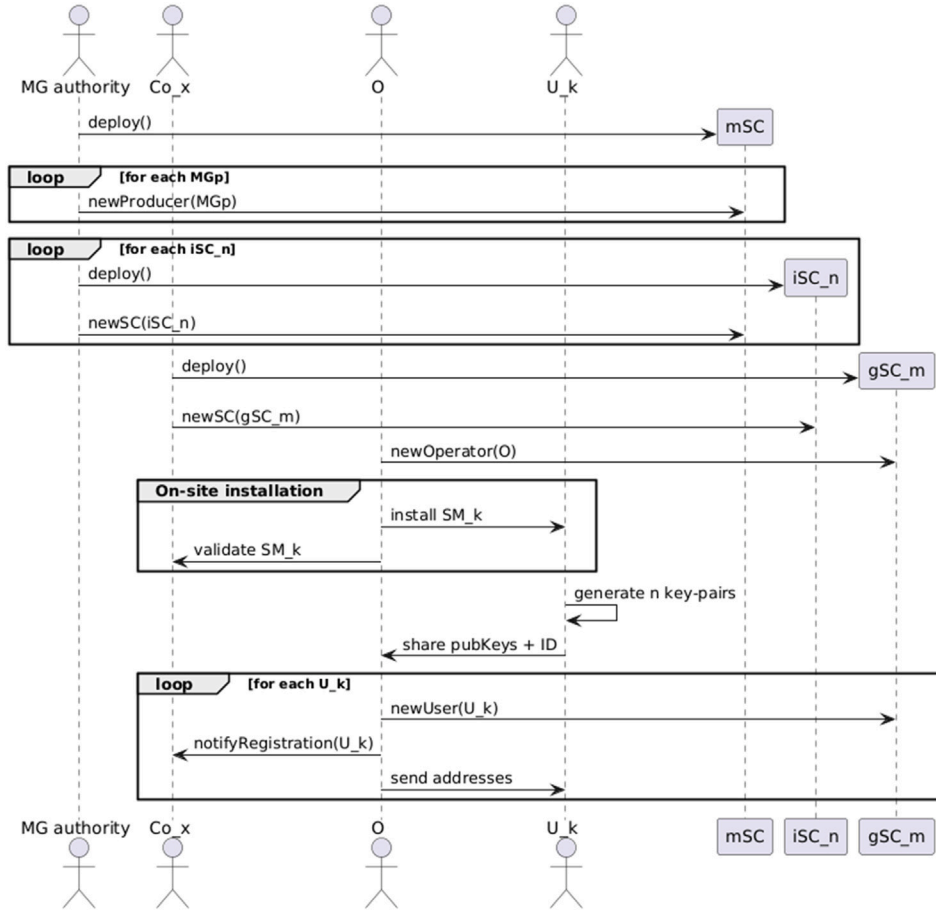 MG authority Co_x O U_k
deploy() mSC
loop [for each MGp]
newProducer(MGp)
loop [for each iSC_n]
deploy() iSC_n
newSC(iSC_n)
deploy() gSC_m
newSC(gSC_m)
newOperator(O)
On-site installation
install SM_k
validate SM_k
generate n key-pairs
share pubKeys + ID
loop [for each U_k]
newUser(U_k)
notifyRegistration(U_k)
send addresses
MG authority Co_x O U_k mSC iSC_n gSC_m